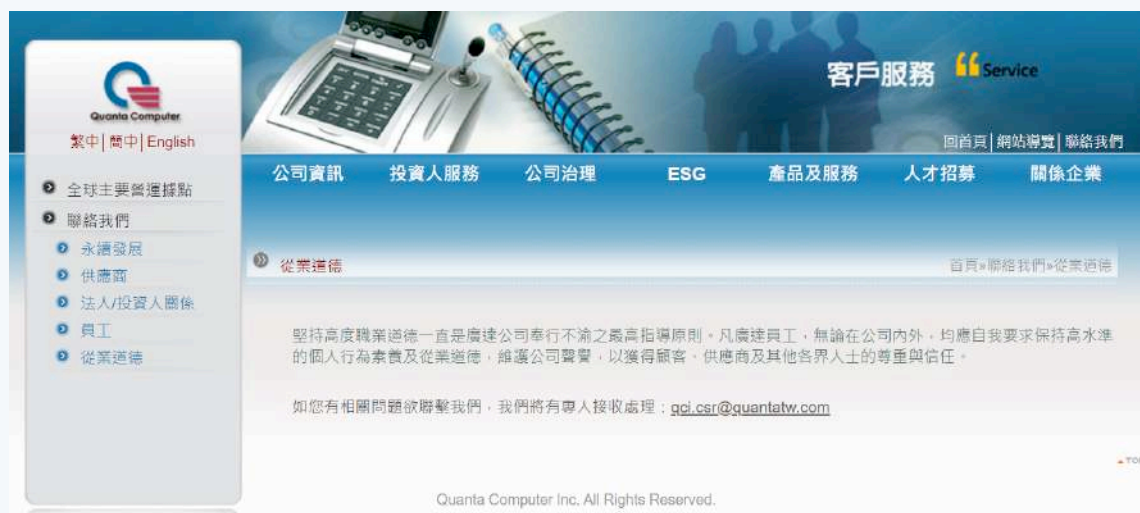 Quanta Computer
繁中|簡中|English
全球主要營運據點
聯絡我們
永續發展
供應商
法人/投資人關係
員工
從業道德
客戶服務 “Service
回首頁|網站導覽|聯絡我們
公司資訊 投資人服務 公司治理 ESG 產品及服務 人才招募 關係企業
從業道德
首頁»聯絡我們»從業道德
堅持高度職業道德一直是廣達公司奉行不渝之最高指導原則。凡廣達員工，無論在公司內外，均應自我要求保持高水準
的個人行為素養及從業道德，維護公司聲譽，以獲得顧客、供應商及其他各界人士的尊重與信任。
如您有相關問題欲聯繫我們，我們將有專人接收處理：qci.csr@quantatw.com
TOP
Quanta Computer Inc. All Rights Reserved.